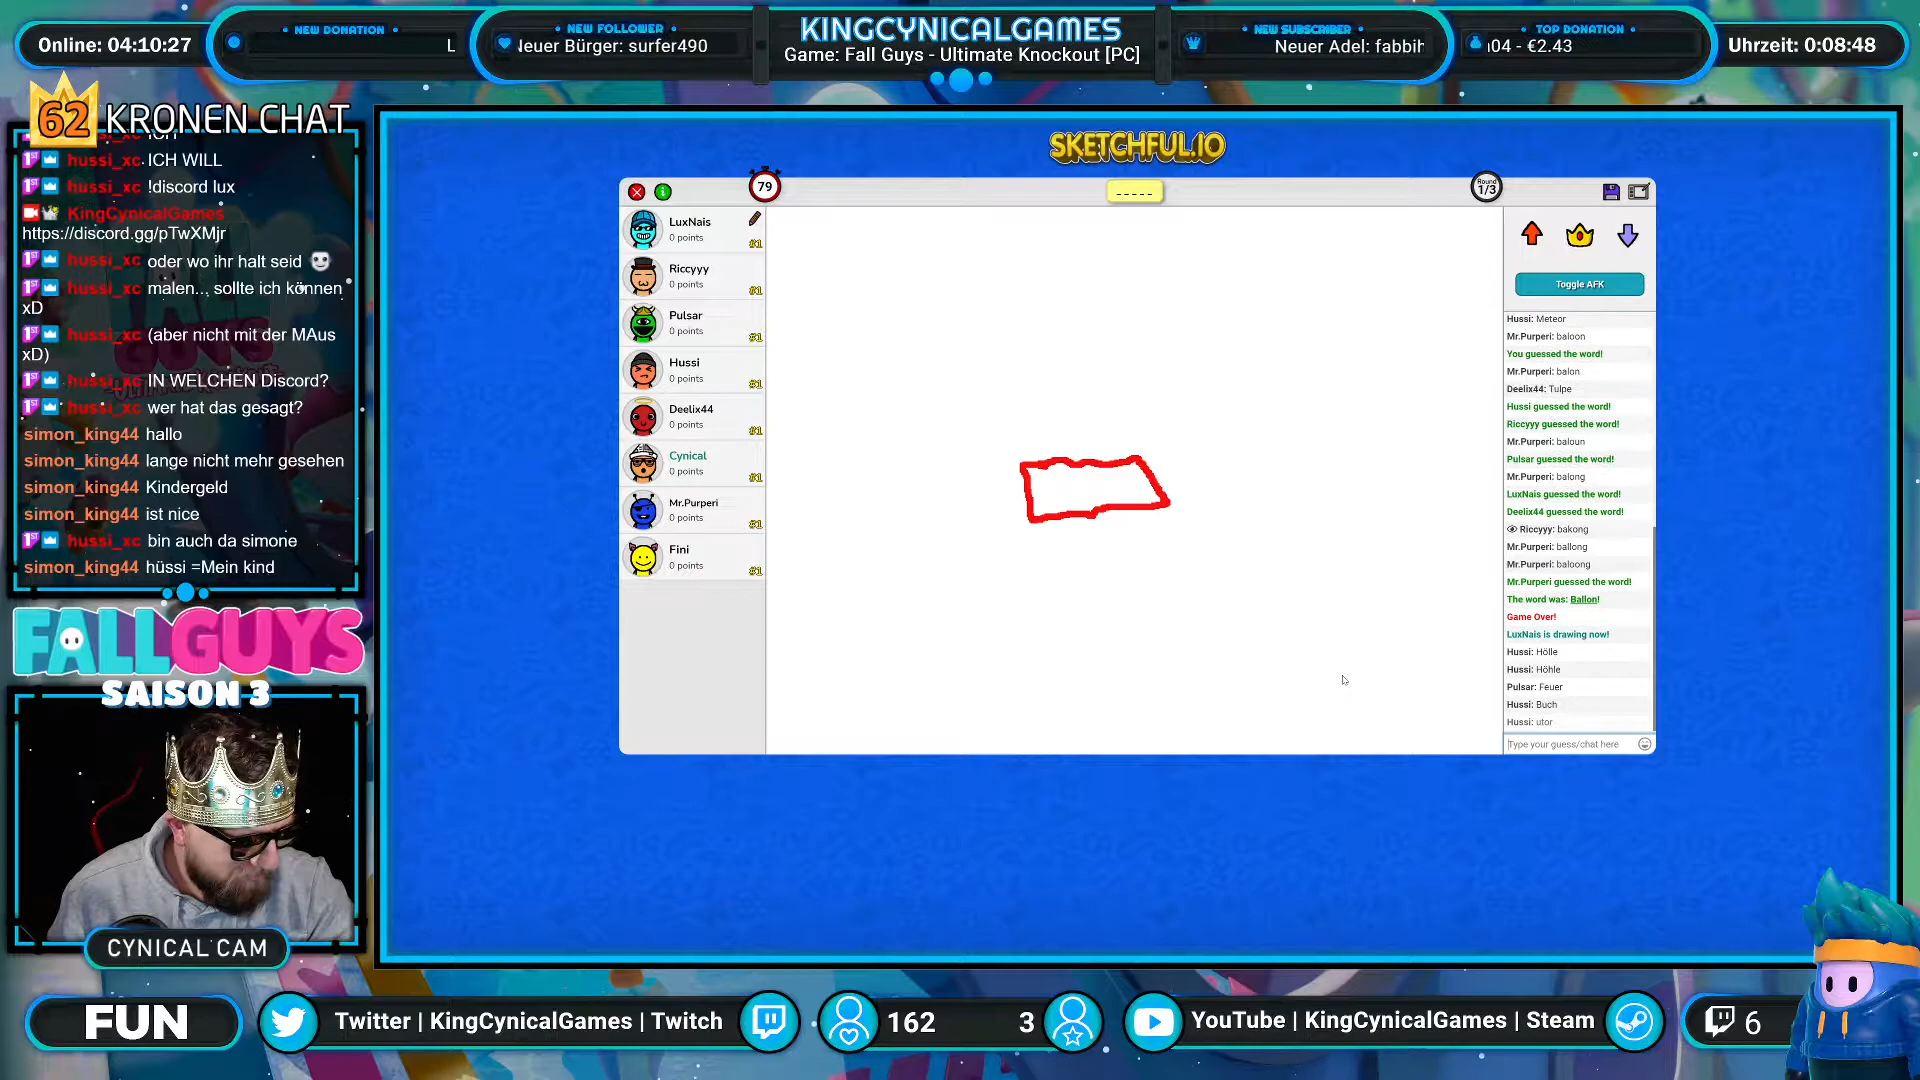 Online: 04:10:27
NEW DONATION
L
NEW FOLLOWER
Neuer Bürger: surfer490
KINGCYNICALGAMES
Game: Fall Guys - Ultimate Knockout [PC]
NEW SUBSCRIBER
Neuer Adel: fabbih
TOP DONATION
04 - €2.43
Uhrzeit: 0:08:48
62 KRONEN CHAT
hussi_xc: ICH WILL
hussi_xc: !discord lux
KingCynicalGames
https://discord.gg/pTwXMjr
hussi_xc: oder wo ihr halt seid
hussi_xc: malen..., sollte ich können
xD
hussi_xc: (aber nicht mit der MAus
xD)
hussi_xc: IN WELCHEN Discord?
hussi_xc: wer hat das gesagt?
simon_king44 hallo
simon_king44 lange nicht mehr gesehen
simon_king44 Kindergeld
simon_king44 ist nice
hussi_xc: bin auch da simone
simon_king44 hüssi =Mein kind
FALL GUYS
SAISON 3
CYNICAL CAM
SKETCHFUL.IO
79
_ _ _ _ _
Round
1/3
LuxNais
0 points
#1
Riccyyy
0 points
#1
Pulsar
0 points
#1
Hussi
0 points
#1
Deelix44
0 points
#1
Cynical
0 points
#1
Mr.Purperi
0 points
#1
Fini
0 points
#1
Toggle AFK
Hussi: Meteor
Mr.Purperi: baloon
You guessed the word!
Mr.Purperi: balon
Deelix44: Tulpe
Hussi guessed the word!
Riccyyy guessed the word!
Mr.Purperi: baloun
Pulsar guessed the word!
Mr.Purperi: balong
LuxNais guessed the word!
Deelix44 guessed the word!
Riccyyy: bakong
Mr.Purperi: ballong
Mr.Purperi: baloong
Mr.Purperi guessed the word!
The word was: Ballon!
Game Over!
LuxNais is drawing now!
Hussi: Hölle
Hussi: Höhle
Pulsar: Feuer
Hussi: Buch
Hussi: utor
Type your guess/chat here
FUN
Twitter | KingCynicalGames | Twitch
162
3
YouTube | KingCynicalGames | Steam
6